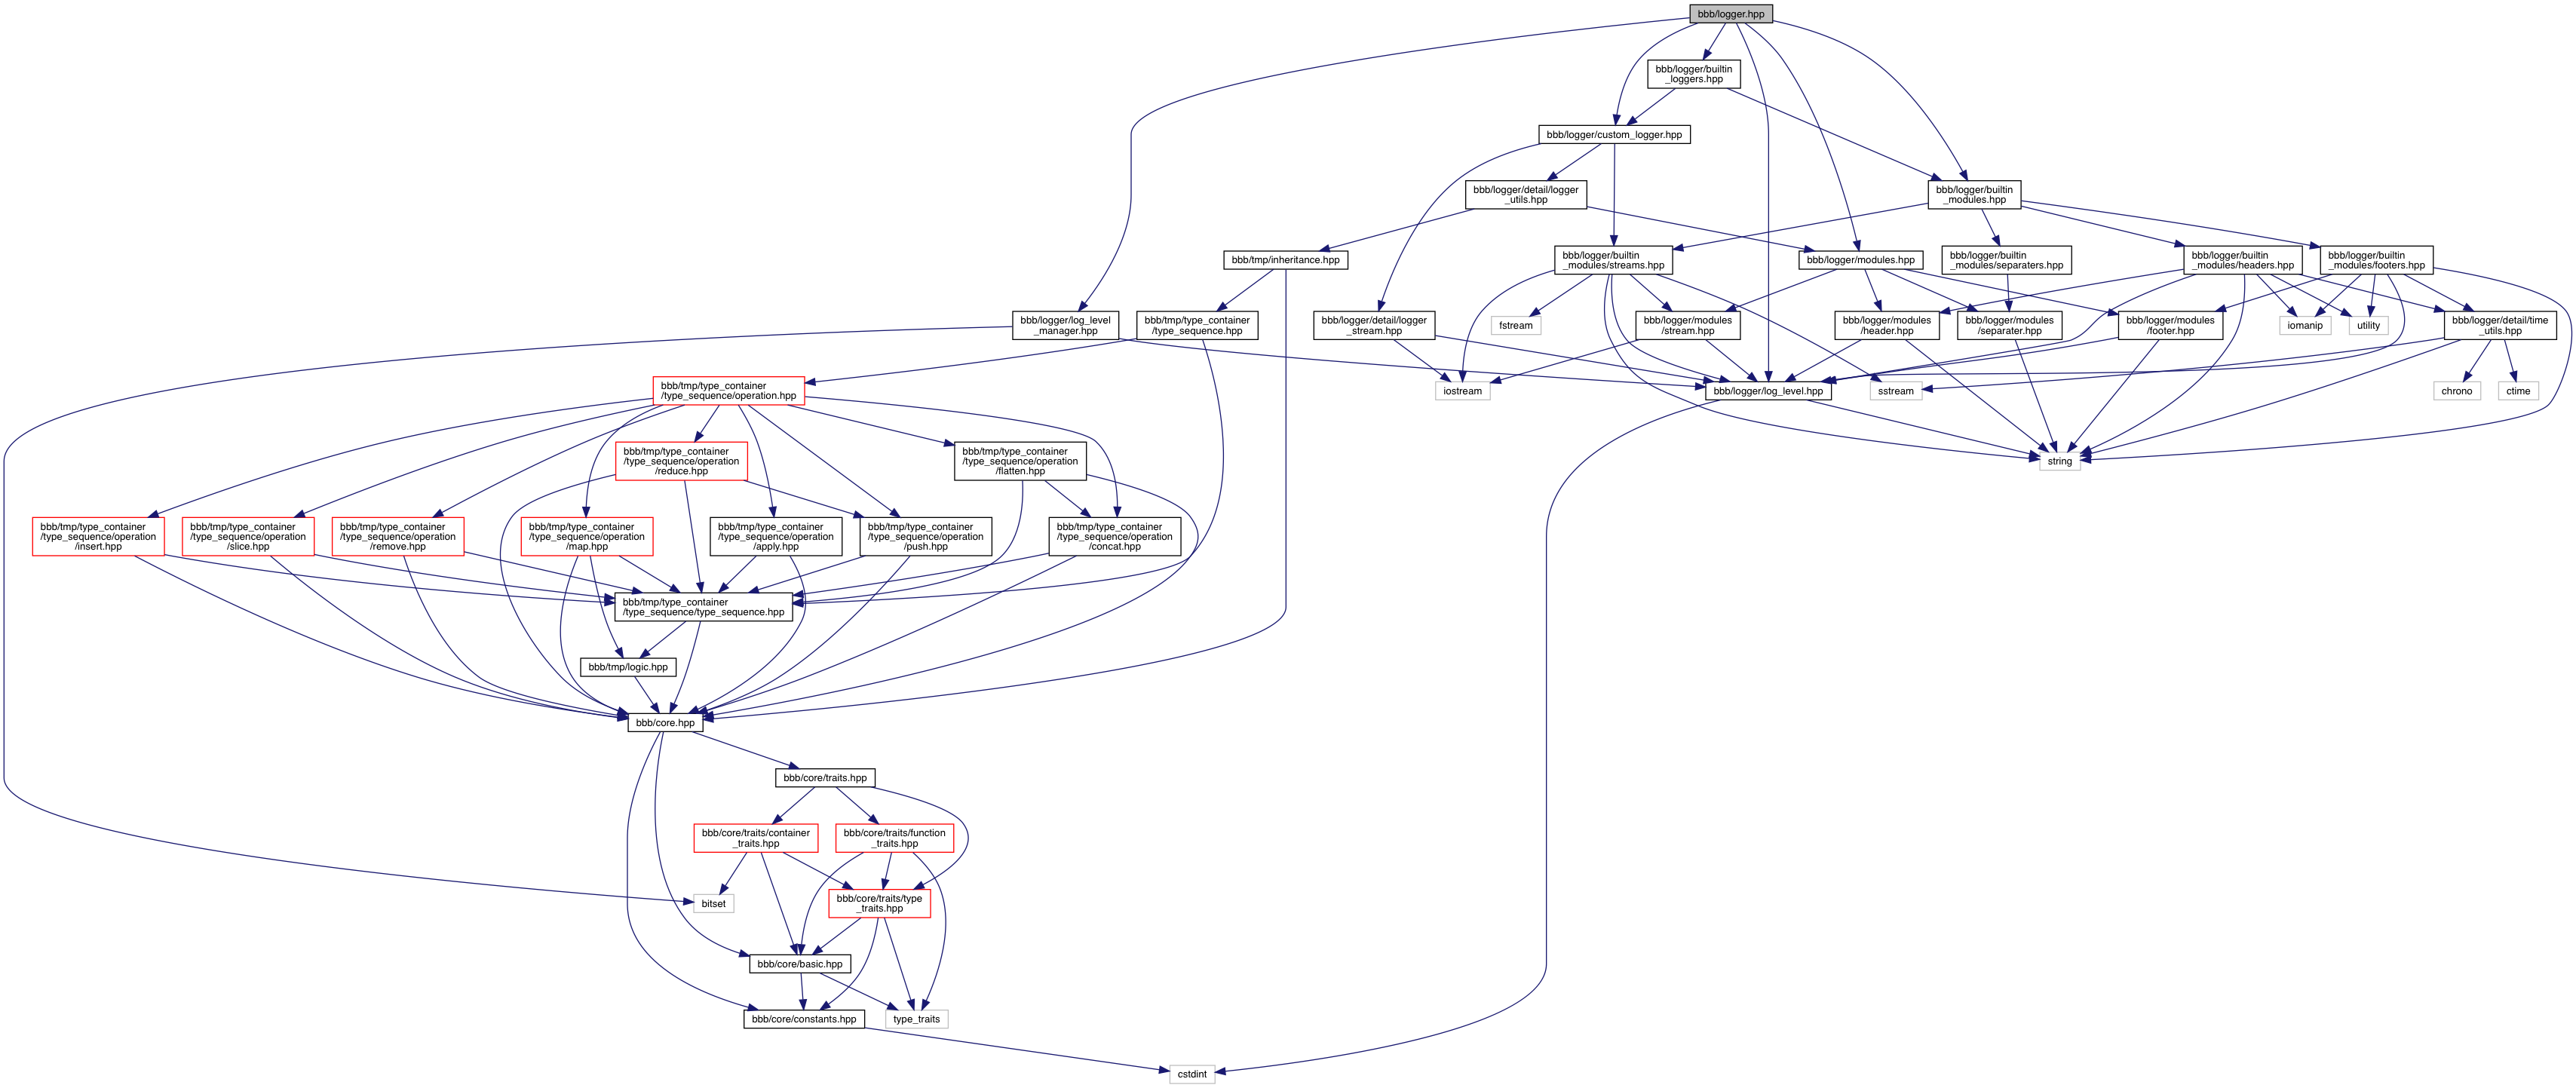 bbb/logger.hpp
bbb/logger/builtin
_loggers.hpp
bbb/logger/custom_logger.hpp
bbb/logger/detail/logger
_utils.hpp
bbb/logger/builtin
_modules.hpp
bbb/tmp/inheritance.hpp
bbb/logger/builtin
_modules/streams.hpp
bbb/logger/modules.hpp
bbb/logger/builtin
_modules/separaters.hpp
bbb/logger/builtin
_modules/headers.hpp
bbb/logger/builtin
_modules/footers.hpp
bbb/logger/log_level
_manager.hpp
bbb/tmp/type_container
/type_sequence.hpp
bbb/logger/detail/logger
_stream.hpp
fstream
bbb/logger/modules
/stream.hpp
bbb/logger/modules
/header.hpp
bbb/logger/modules
/separater.hpp
bbb/logger/modules
/footer.hpp
iomanip
utility
bbb/logger/detail/time
_utils.hpp
bbb/tmp/type_container
/type_sequence/operation.hpp
iostream
bbb/logger/log_level.hpp
sstream
chrono
ctime
bbb/tmp/type_container
/type_sequence/operation
/reduce.hpp
bbb/tmp/type_container
/type_sequence/operation
/flatten.hpp
string
bbb/tmp/type_container
/type_sequence/operation
/insert.hpp
bbb/tmp/type_container
/type_sequence/operation
/slice.hpp
bbb/tmp/type_container
/type_sequence/operation
/remove.hpp
bbb/tmp/type_container
/type_sequence/operation
/map.hpp
bbb/tmp/type_container
/type_sequence/operation
/apply.hpp
bbb/tmp/type_container
/type_sequence/operation
/push.hpp
bbb/tmp/type_container
/type_sequence/operation
/concat.hpp
bbb/tmp/type_container
/type_sequence/type_sequence.hpp
bbb/tmp/logic.hpp
bbb/core.hpp
bbb/core/traits.hpp
bbb/core/traits/container
_traits.hpp
bbb/core/traits/function
_traits.hpp
bitset
bbb/core/traits/type
_traits.hpp
bbb/core/basic.hpp
bbb/core/constants.hpp
type_traits
cstdint